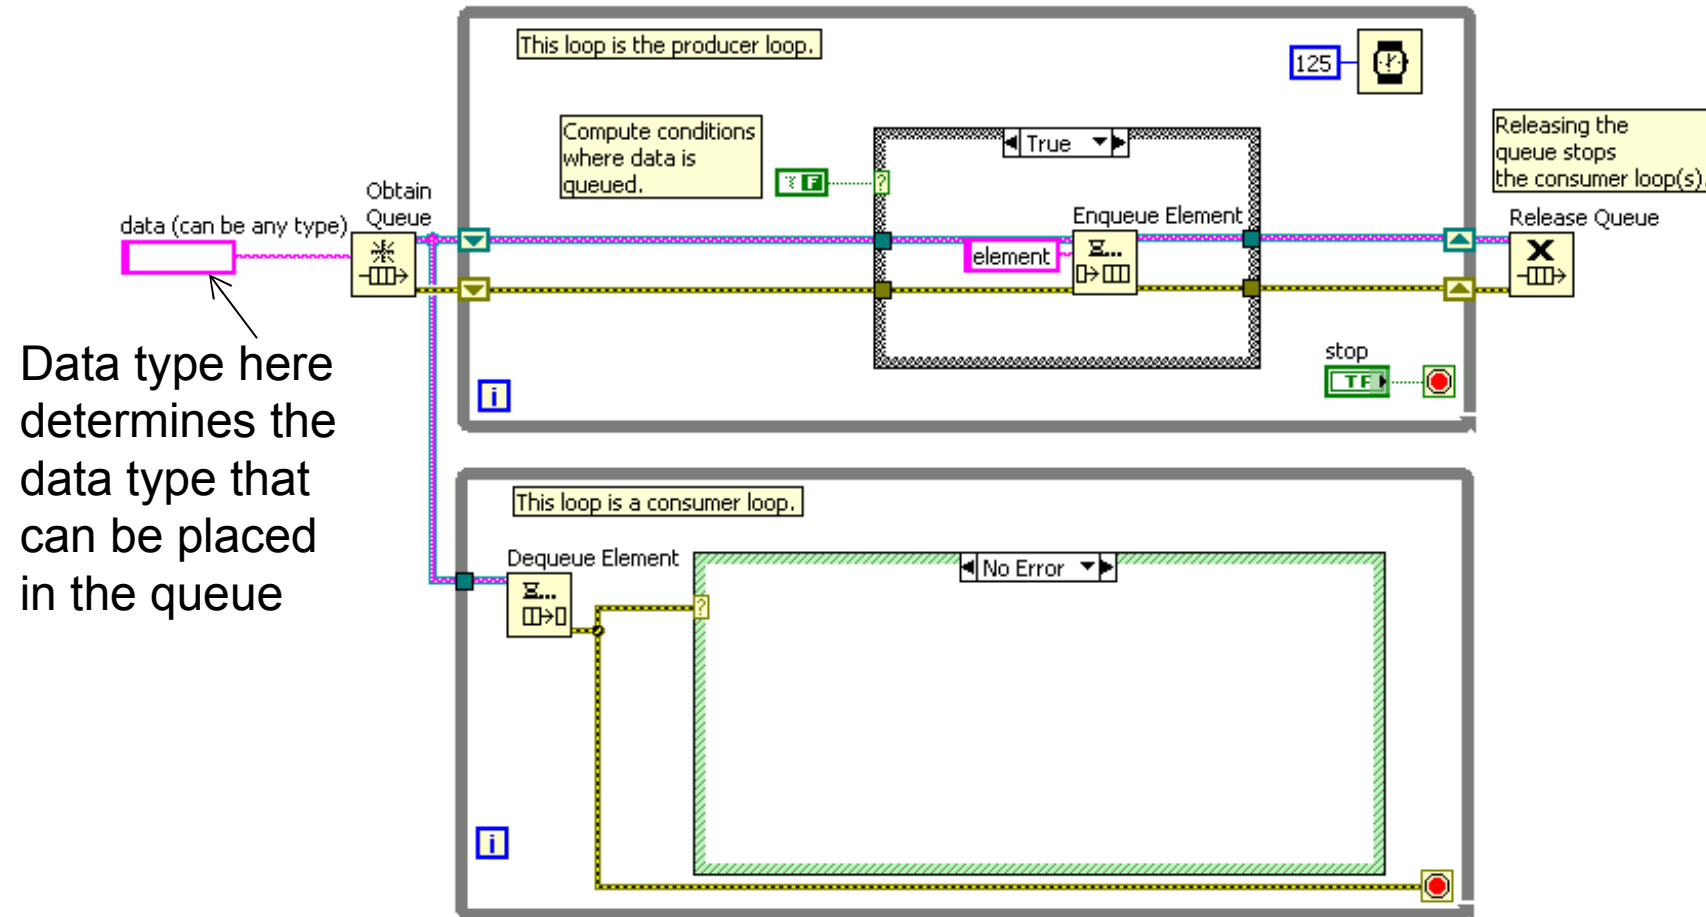 This loop is the producer loop.
125
Compute conditions
where data is
queued.
True
Releasing the
queue stops
the consumer loop(s).
Obtain
Queue
data (can be any type)
?
F
Enqueue Element
element
Release Queue
stop
TF
i
Data type here
determines the
data type that
can be placed
in the queue
This loop is a consumer loop.
Dequeue Element
No Error
?
i